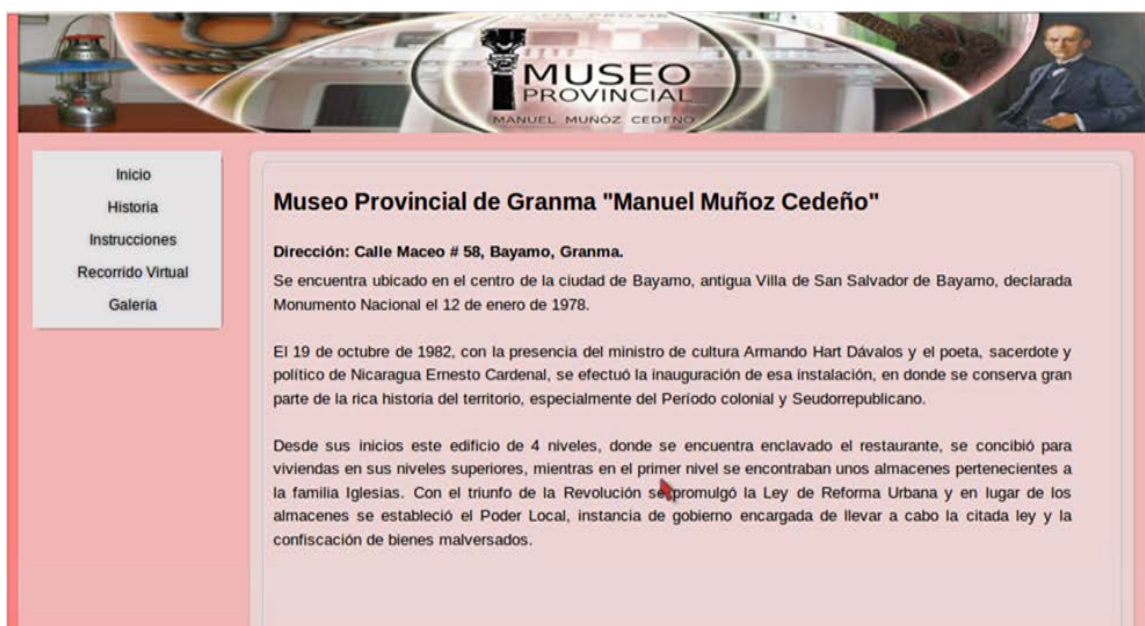 MUSEO
PROVINCIAL
MANUEL MUÑOZ CEDEÑO
Inicio
Historia
Instrucciones
Recorrido Virtual
Galería
Museo Provincial de Granma "Manuel Muñoz Cedeño"
Dirección: Calle Maceo # 58, Bayamo, Granma.
Se encuentra ubicado en el centro de la ciudad de Bayamo, antigua Villa de San Salvador de Bayamo, declarada
Monumento Nacional el 12 de enero de 1978.
El 19 de octubre de 1982, con la presencia del ministro de cultura Armando Hart Dávalos y el poeta, sacerdote y
político de Nicaragua Ernesto Cardenal, se efectuó la inauguración de esa instalación, en donde se conserva gran
parte de la rica historia del territorio, especialmente del Período colonial y Seudorrepublicano.
Desde sus inicios este edificio de 4 niveles, donde se encuentra enclavado el restaurante, se concibió para
viviendas en sus niveles superiores, mientras en el primer nivel se encontraban unos almacenes pertenecientes a
la familia Iglesias. Con el triunfo de la Revolución se promulgó la Ley de Reforma Urbana y en lugar de los
almacenes se estableció el Poder Local, instancia de gobierno encargada de llevar a cabo la citada ley y la
confiscación de bienes malversados.